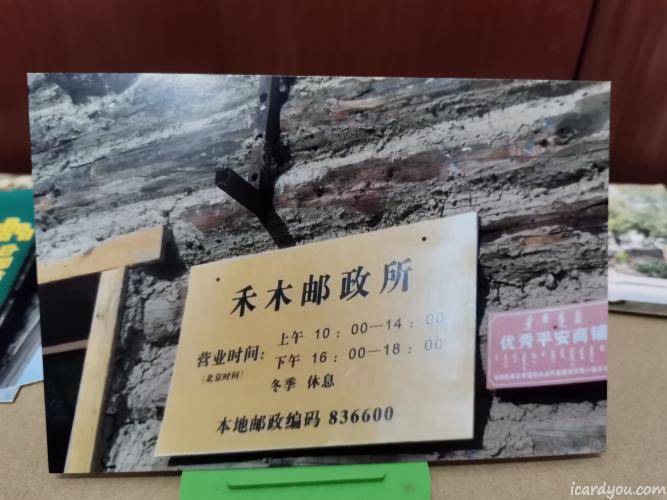 禾木邮政所
营业时间：上午 10：00—14：00
（北京时间）下午 16：00—18：00
冬季 休息
本地邮政编码 836600
优秀平安商铺
icardyou.com